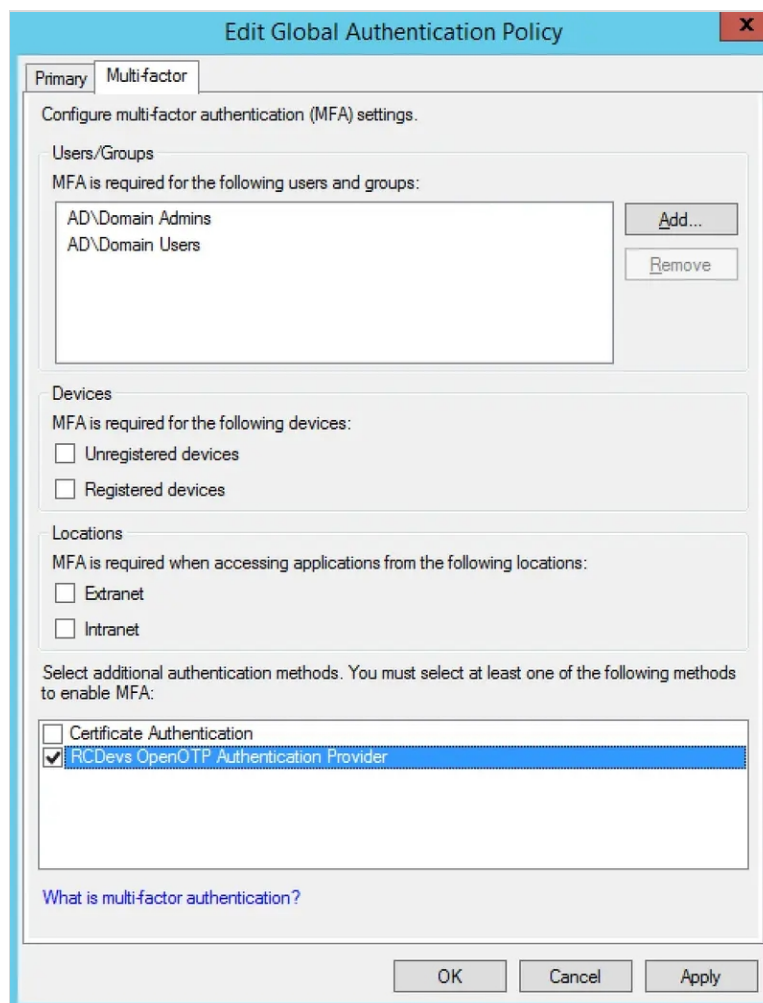 Edit Global Authentication Policy
x
Primary
Multi-factor
Configure multi-factor authentication (MFA) settings.
Users/Groups
MFA is required for the following users and groups:
AD\Domain Admins
AD\Domain Users
Add...
Remove
Devices
MFA is required for the following devices:
Unregistered devices
Registered devices
Locations
MFA is required when accessing applications from the following locations:
Extranet
Intranet
Select additional authentication methods. You must select at least one of the following methods
to enable MFA:
Certificate Authentication
RCDevs OpenOTP Authentication Provider
What is multi-factor authentication?
OK
Cancel
Apply